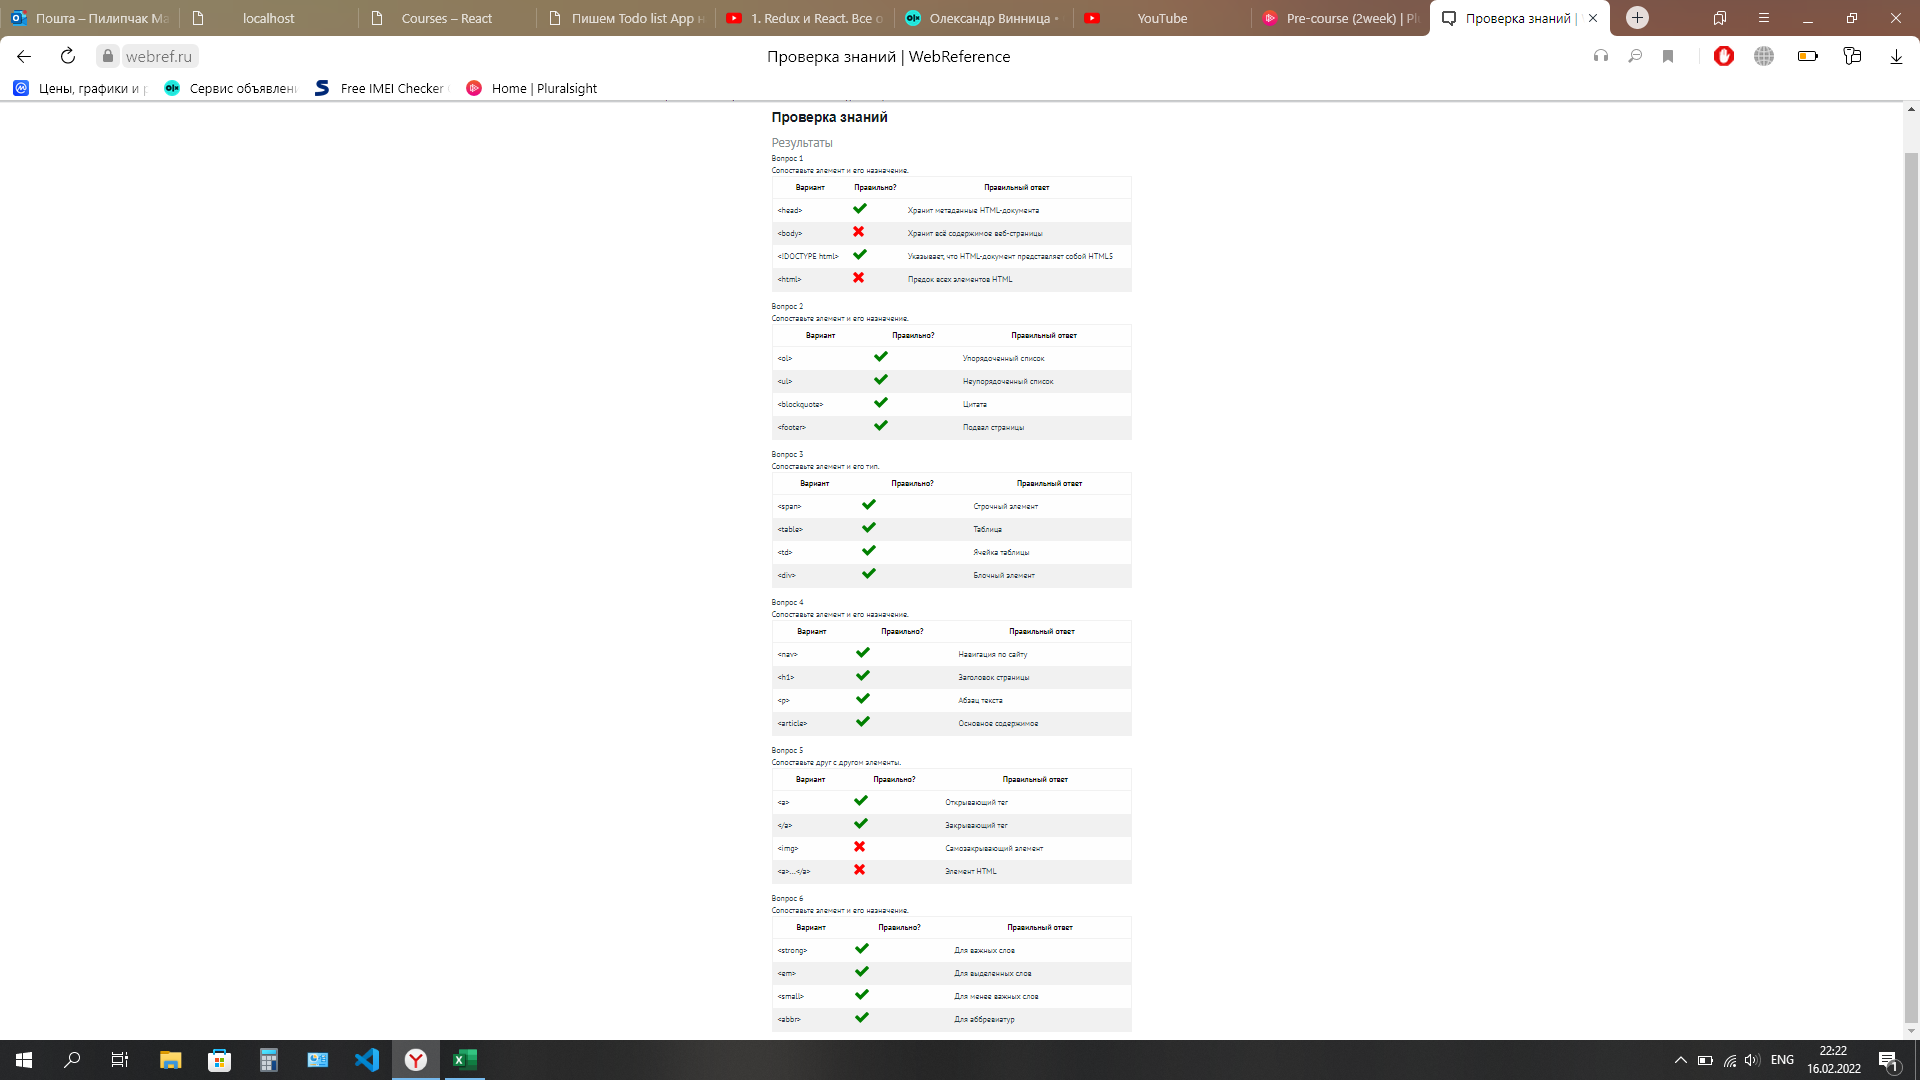 Пошта – Пилипчак Ма
localhost
Courses – React
Пишем Todo list App н
1. Redux и React. Все о
Олександр Винница •
YouTube
Pre-course (2week) | Plu
Проверка знаний |
webref.ru
Проверка знаний | WebReference
Цены, графики и р
Сервис объявлени
Free IMEI Checker
Home | Pluralsight
Проверка знаний
Результаты
Вопрос 1
Сопоставьте элемент и его назначение.
Вариант Правильно? Правильный ответ
<head> Хранит метаданные HTML-документа
<body> Хранит всё содержимое веб-страницы
<!DOCTYPE html> Указывает, что HTML-документ представляет собой HTML5
<html> Предок всех элементов HTML
Вопрос 2
Сопоставьте элемент и его назначение.
Вариант Правильно? Правильный ответ
<ol> Упорядоченный список
<ul> Неупорядоченный список
<blockquote> Цитата
<footer> Подвал страницы
Вопрос 3
Сопоставьте элемент и его тип.
Вариант Правильно? Правильный ответ
<span> Строчный элемент
<table> Таблица
<td> Ячейка таблицы
<div> Блочный элемент
Вопрос 4
Сопоставьте элемент и его назначение.
Вариант Правильно? Правильный ответ
<nav> Навигация по сайту
<h1> Заголовок страницы
<p> Абзац текста
<article> Основное содержимое
Вопрос 5
Сопоставьте друг с другом элементы.
Вариант Правильно? Правильный ответ
<a> Открывающий тег
</a> Закрывающий тег
<img> Самозакрывающий элемент
<a>...</a> Элемент HTML
Вопрос 6
Сопоставьте элемент и его назначение.
Вариант Правильно? Правильный ответ
<strong> Для важных слов
<em> Для выделенных слов
<small> Для менее важных слов
<abbr> Для аббревиатур
ENG
22:22
16.02.2022
1